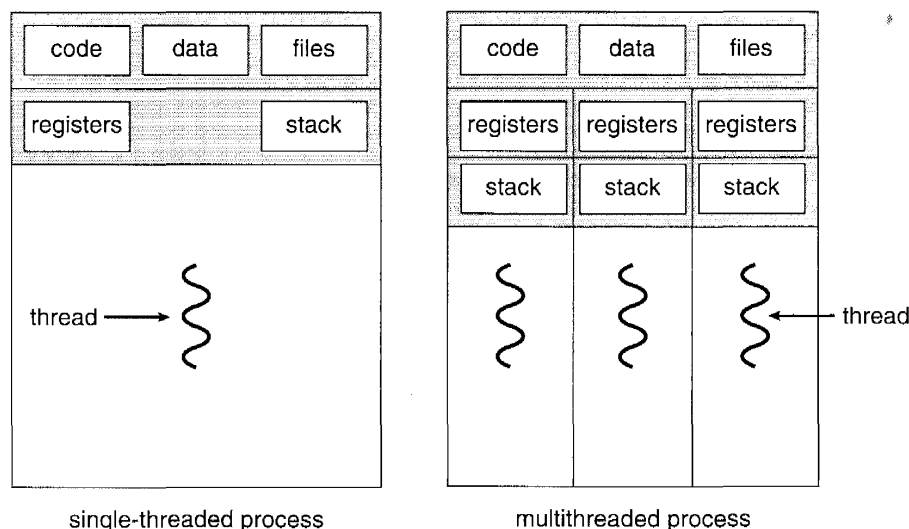 code data files
registers stack
thread
single-threaded process
code data files
registers registers registers
stack stack stack
thread
multithreaded process